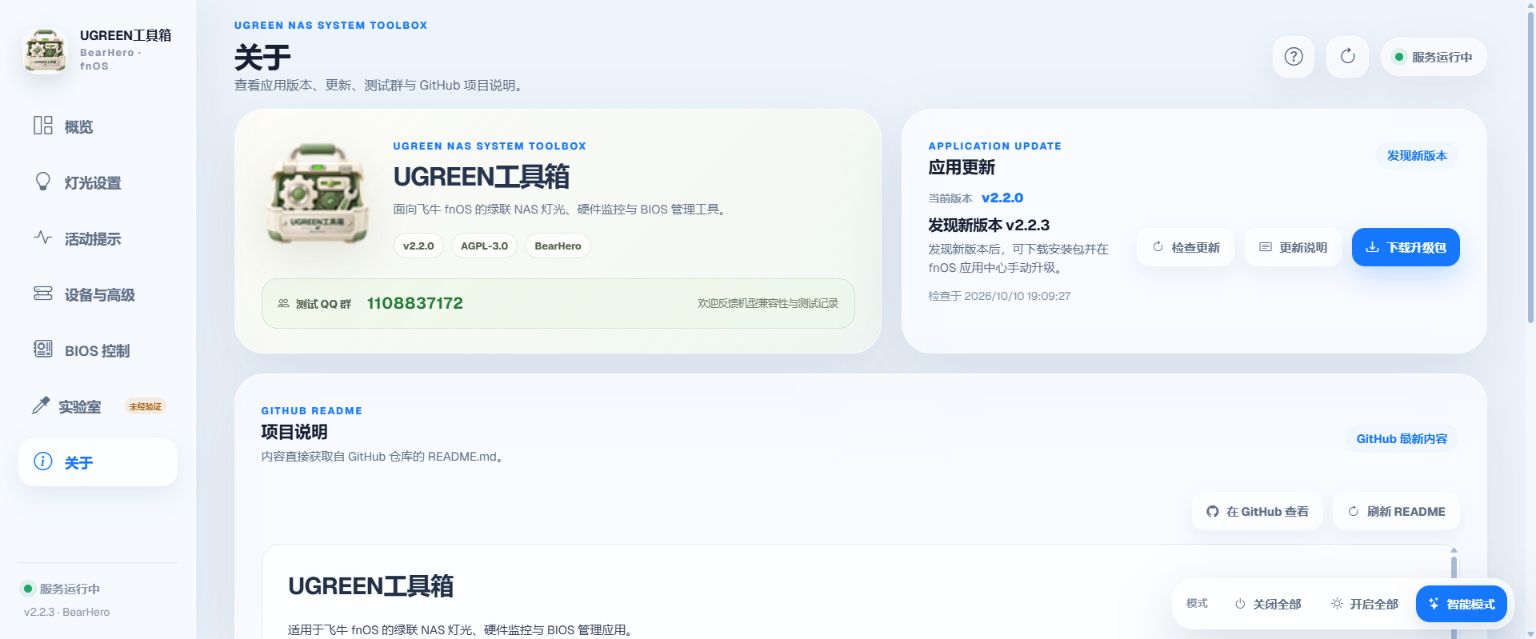 UGREEN工具箱
BearHero ·
fnOS
概览
灯光设置
活动提示
设备与高级
BIOS 控制
实验室 未经验证
关于
服务运行中
v2.2.3 · BearHero
UGREEN NAS SYSTEM TOOLBOX
关于
查看应用版本、更新、测试群与 GitHub 项目说明。
服务运行中
UGREEN工具箱
UGREEN NAS SYSTEM TOOLBOX
UGREEN工具箱
面向飞牛 fnOS 的绿联 NAS 灯光、硬件监控与 BIOS 管理工具。
v2.2.0 AGPL-3.0 BearHero
测试 QQ 群 1108837172 欢迎反馈机型兼容性与测试记录
APPLICATION UPDATE
应用更新
发现新版本
当前版本 v2.2.0
发现新版本 v2.2.3
发现新版本后，可下载安装包并在
fnOS 应用中心手动升级。
检查于 2026/10/10 19:09:27
检查更新 更新说明 下载升级包
GITHUB README
项目说明
内容直接获取自 GitHub 仓库的 README.md。
GitHub 最新内容
在 GitHub 查看 刷新 README
UGREEN工具箱
适用于飞牛 fnOS 的绿联 NAS 灯光、硬件监控与 BIOS 管理应用。
模式 关闭全部 开启全部 智能模式